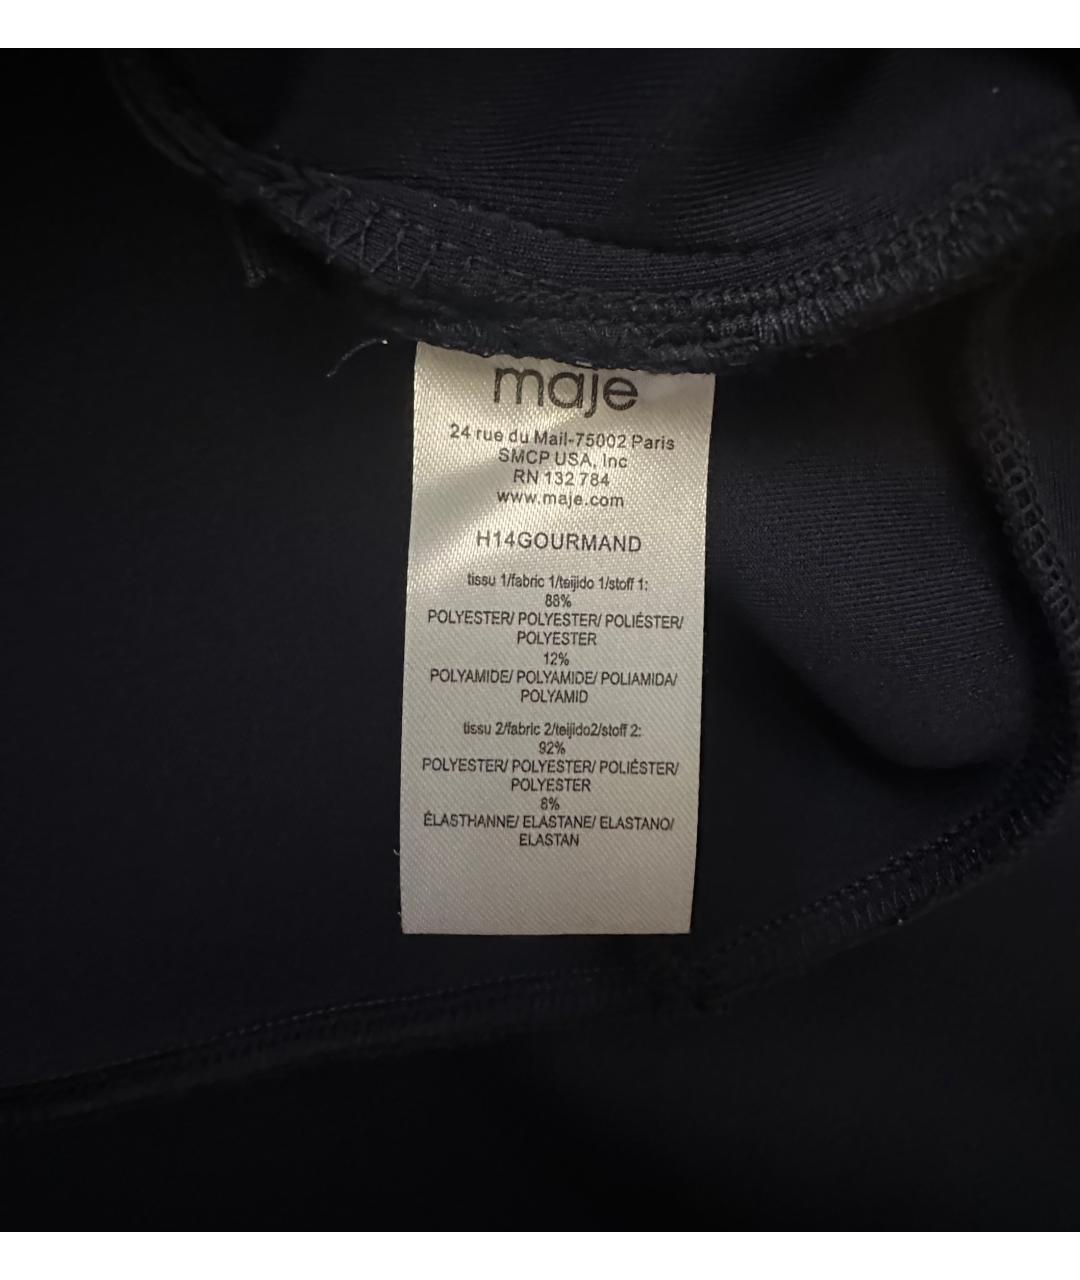 maje
24 rue du Mail-75002 Paris
SMCP USA, Inc
RN 132 784
www.maje.com
H14GOURMAND
tissu 1/fabric 1/teijido 1/stoff 1:
88%
POLYESTER/ POLYESTER/ POLIÉSTER/
POLYESTER
12%
POLYAMIDE/ POLYAMIDE/ POLIAMIDA/
POLYAMID
tissu 2/fabric 2/teijido2/stoff 2:
92%
POLYESTER/ POLYESTER/ POLIÉSTER/
POLYESTER
8%
ÉLASTHANNE/ ELASTANE/ ELASTANO/
ELASTAN